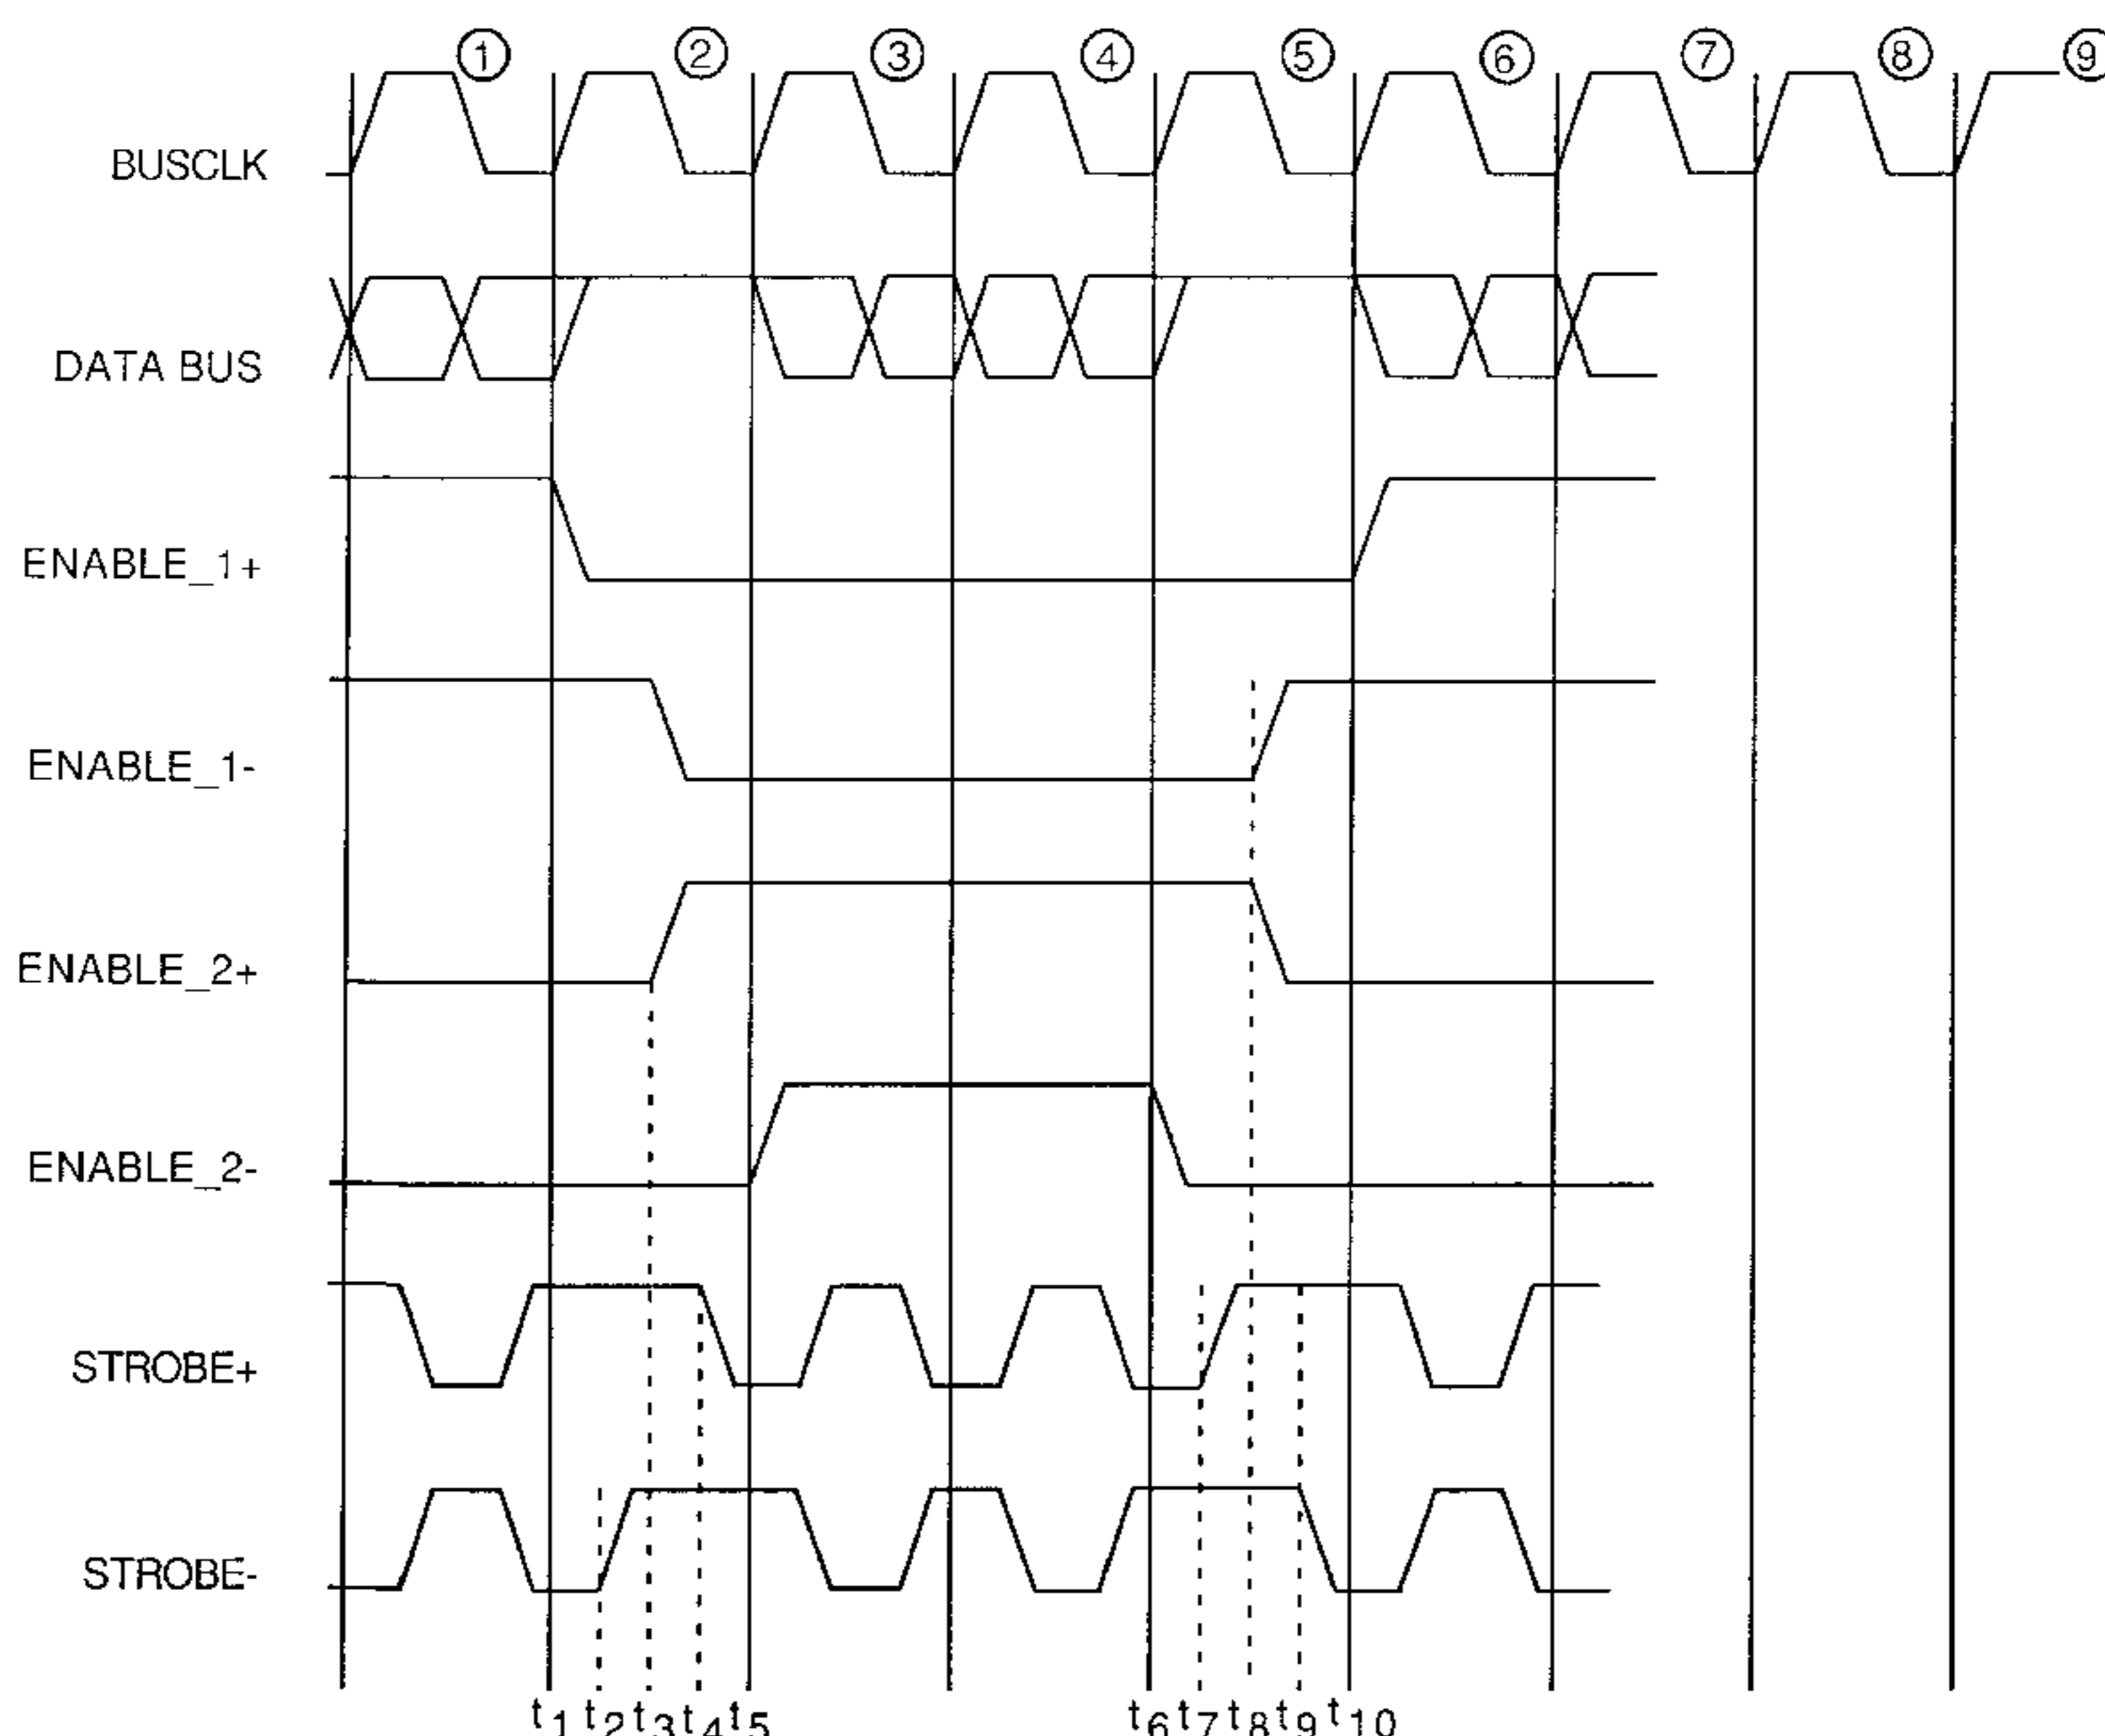 ① ② ③ ④ ⑤ ⑥ ⑦ ⑧ ⑨
BUSCLK
DATA BUS
ENABLE_1+
ENABLE_1-
ENABLE_2+
ENABLE_2-
STROBE+
STROBE-
t1 t2 t3 t4 t5 t6 t7 t8 t9 t10